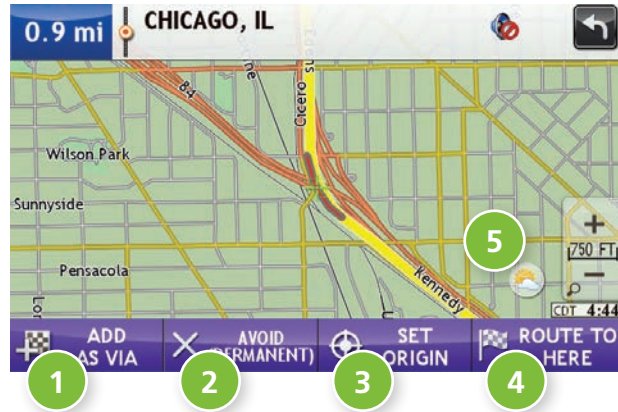 0.9 mi
CHICAGO, IL
84
Cicero
Wilson Park
Sunnyside
Pensacola
Kennedy
5
+
750 FT
−
CDT 4:44
ADD
AS VIA
AVOID
(PERMANENT)
SET
ORIGIN
ROUTE TO
HERE
1
2
3
4